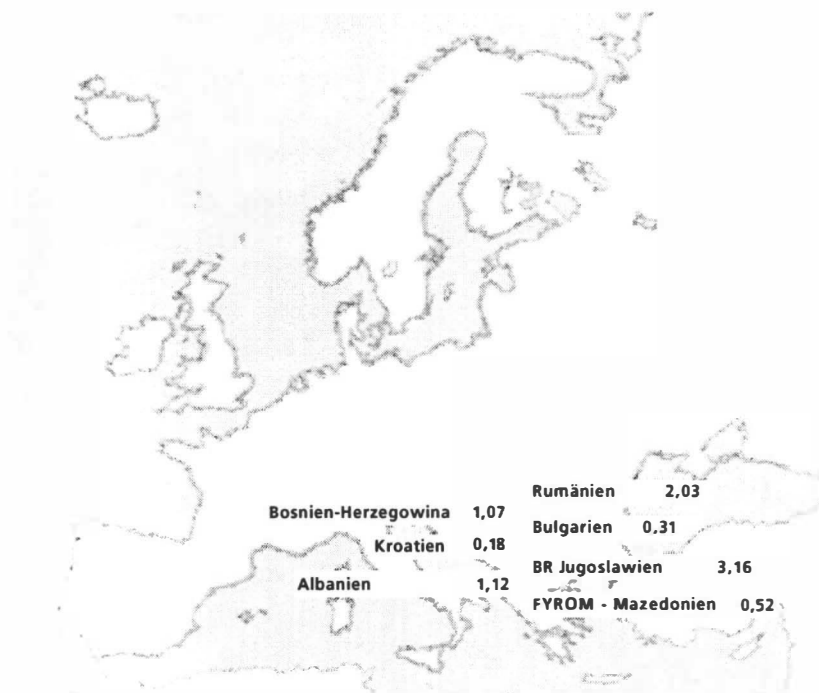 Rumänien 2,03
Bosnien-Herzegowina 1,07
Bulgarien 0,31
Kroatien 0,18
BR Jugoslawien 3,16
Albanien 1,12
FYROM - Mazedonien 0,52